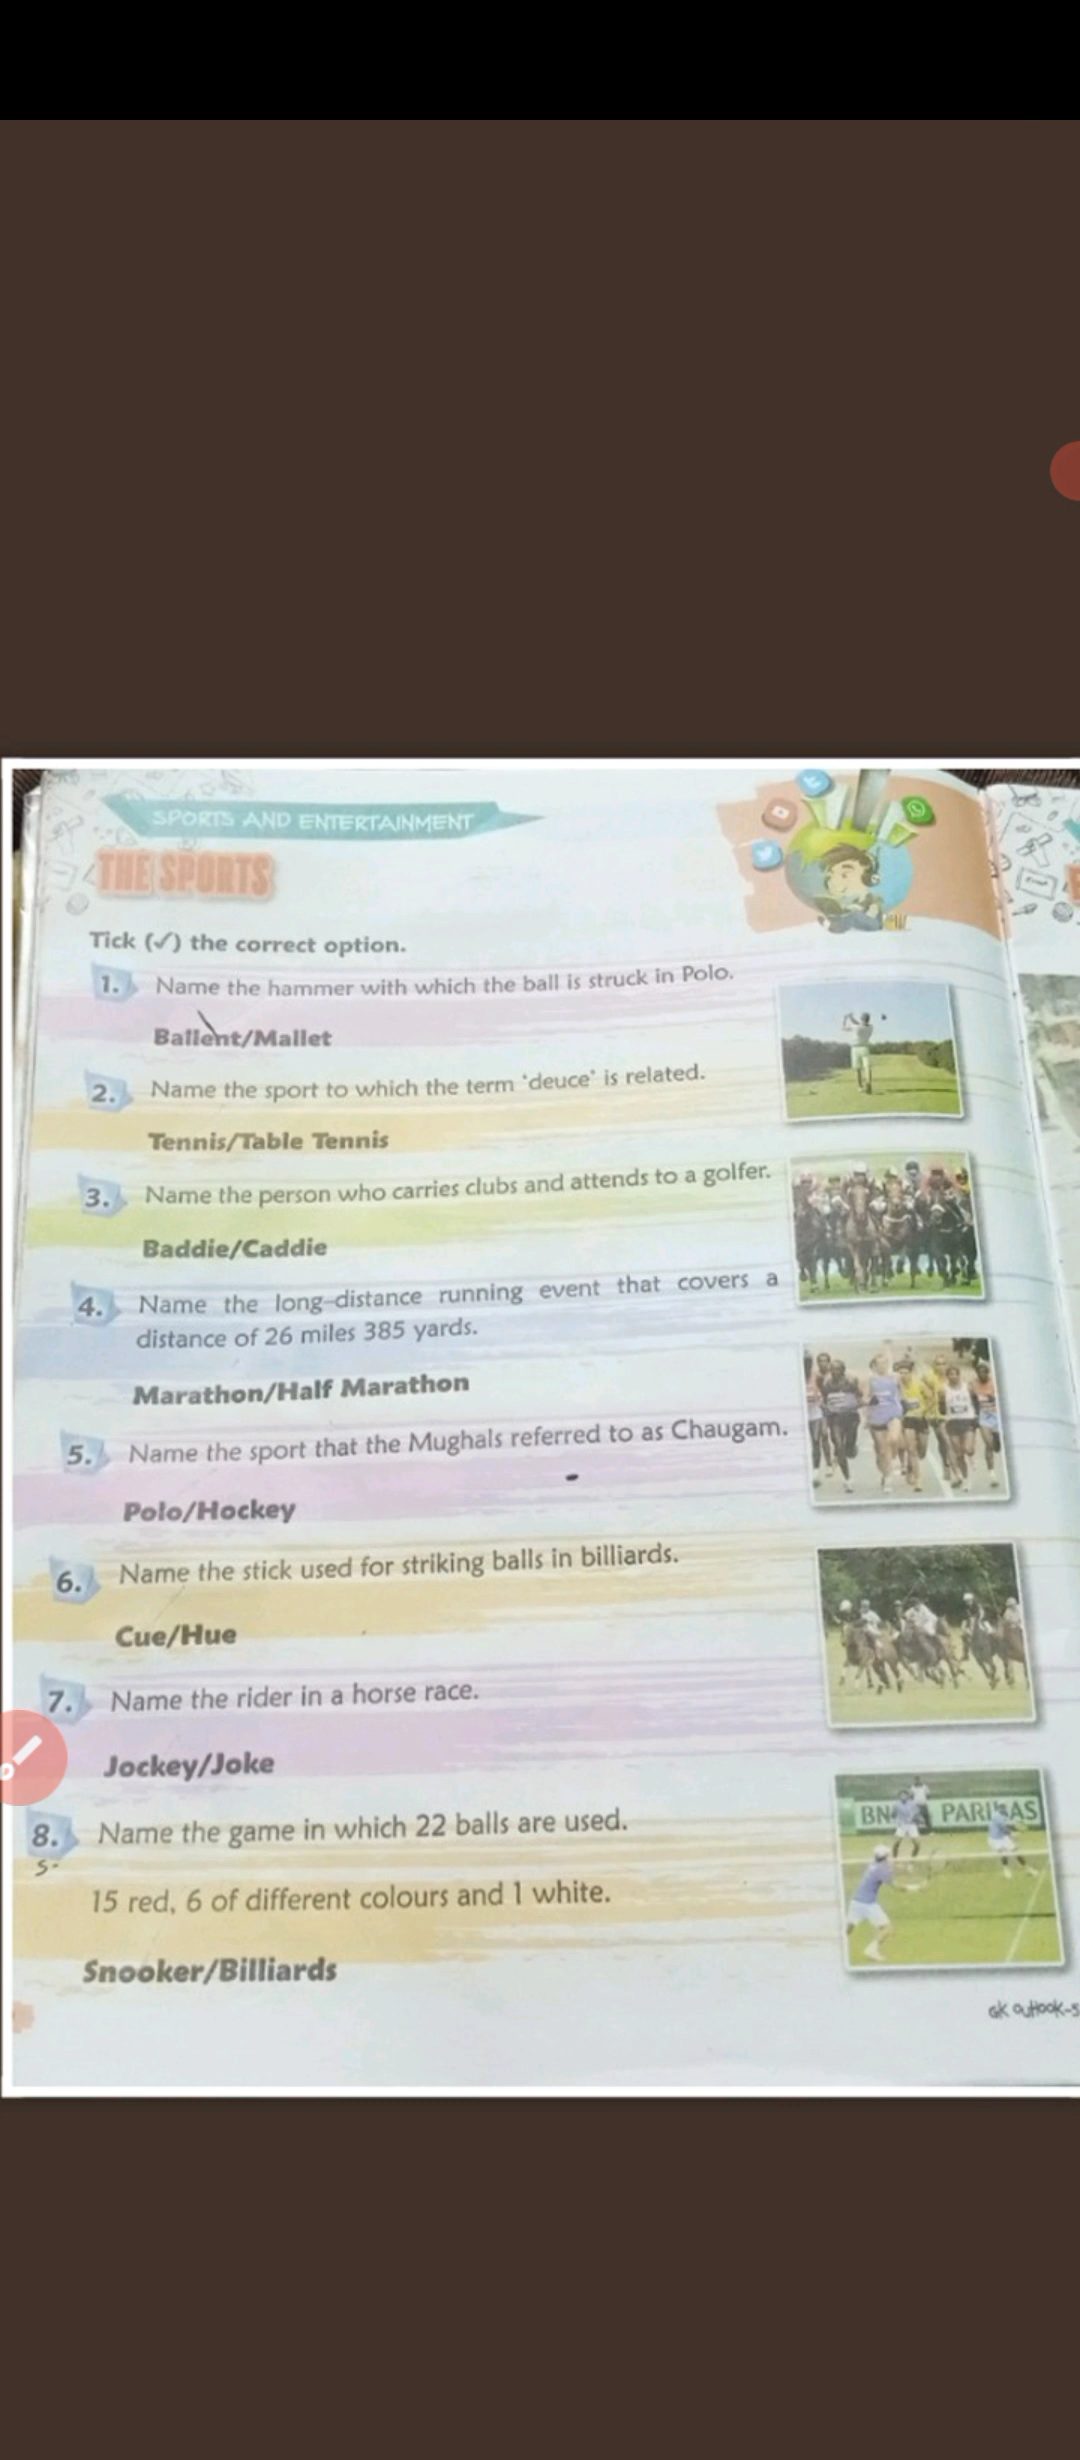 SPORTS AND ENTERTAINMENT
THE SPORTS
Tick (✓) the correct option.
1. Name the hammer with which the ball is struck in Polo.
Ballent/Mallet
2. Name the sport to which the term 'deuce' is related.
Tennis/Table Tennis
3. Name the person who carries clubs and attends to a golfer.
Baddie/Caddie
4. Name the long-distance running event that covers a
distance of 26 miles 385 yards.
Marathon/Half Marathon
5. Name the sport that the Mughals referred to as Chaugam.
Polo/Hockey
6. Name the stick used for striking balls in billiards.
Cue/Hue
7. Name the rider in a horse race.
Jockey/Joke
8. Name the game in which 22 balls are used.
S-
15 red, 6 of different colours and 1 white.
Snooker/Billiards
BN PARIBAS
GK Outlook-5